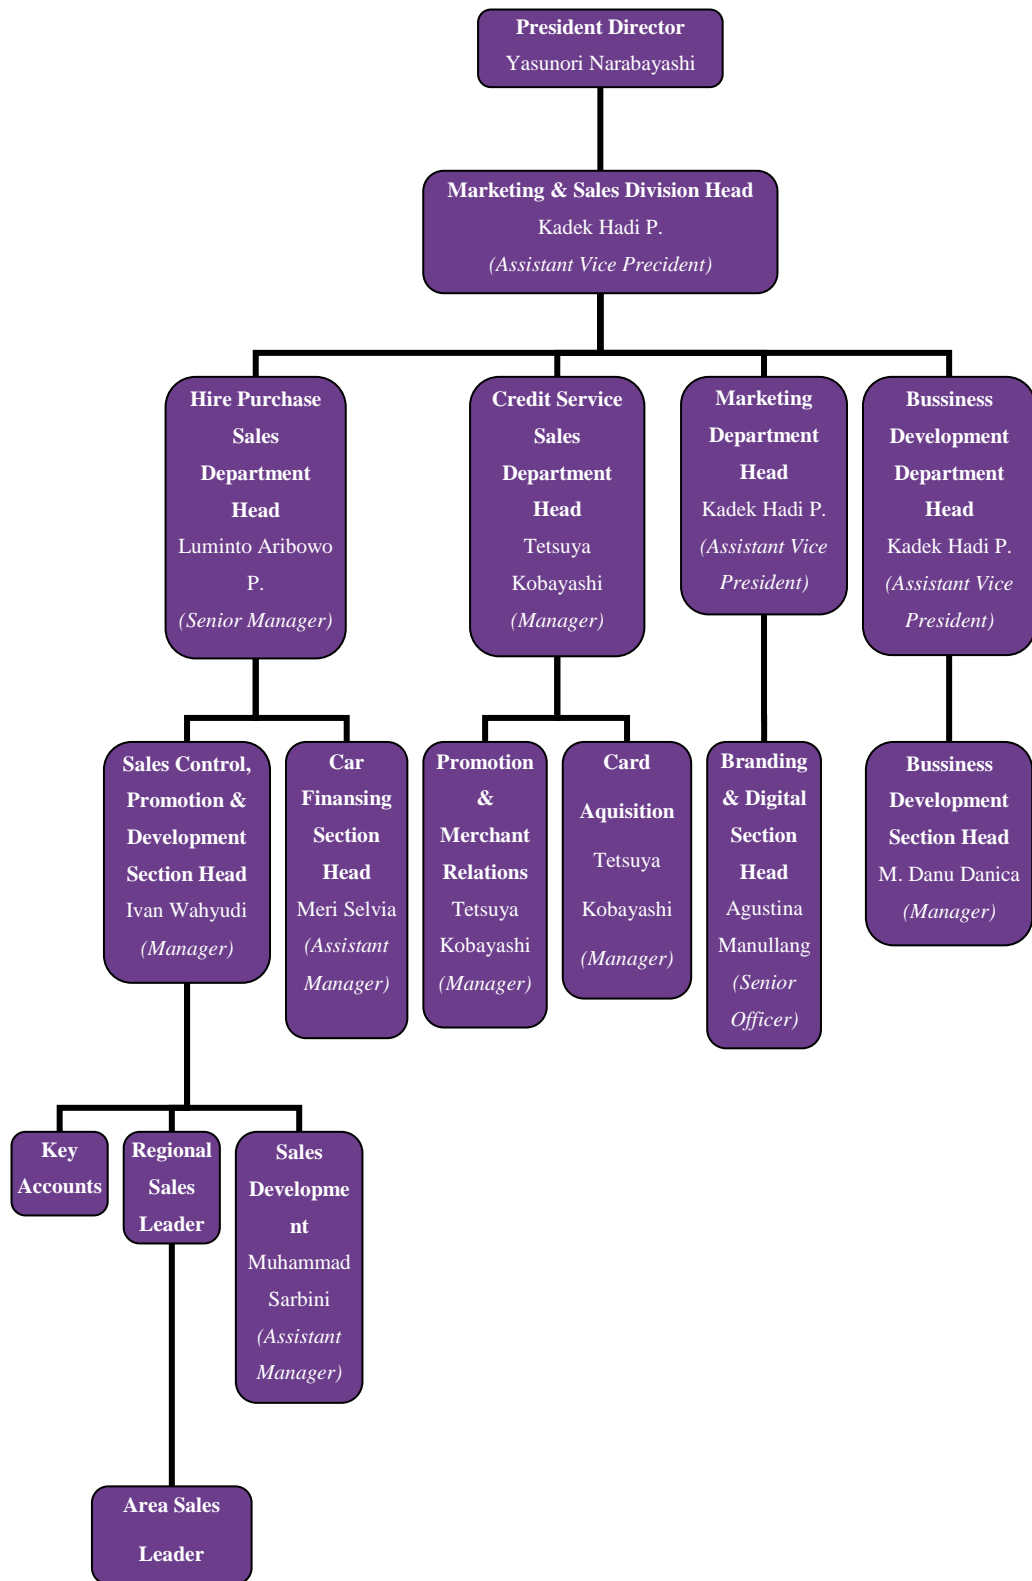 President Director
Yasunori Narabayashi
Marketing & Sales Division Head
Kadek Hadi P.
(Assistant Vice Precident)
Hire Purchase
Sales
Department
Head
Luminto Aribowo
P.
(Senior Manager)
Credit Service
Sales
Department
Head
Tetsuya
Kobayashi
(Manager)
Marketing
Department
Head
Kadek Hadi P.
(Assistant Vice
President)
Bussiness
Development
Department
Head
Kadek Hadi P.
(Assistant Vice
President)
Sales Control,
Promotion &
Development
Section Head
Ivan Wahyudi
(Manager)
Car
Finansing
Section
Head
Meri Selvia
(Assistant
Manager)
Promotion
&
Merchant
Relations
Tetsuya
Kobayashi
(Manager)
Card
Aquisition
Tetsuya
Kobayashi
(Manager)
Branding
& Digital
Section
Head
Agustina
Manullang
(Senior
Officer)
Bussiness
Development
Section Head
M. Danu Danica
(Manager)
Key
Accounts
Regional
Sales
Leader
Sales
Developme
nt
Muhammad
Sarbini
(Assistant
Manager)
Area Sales
Leader